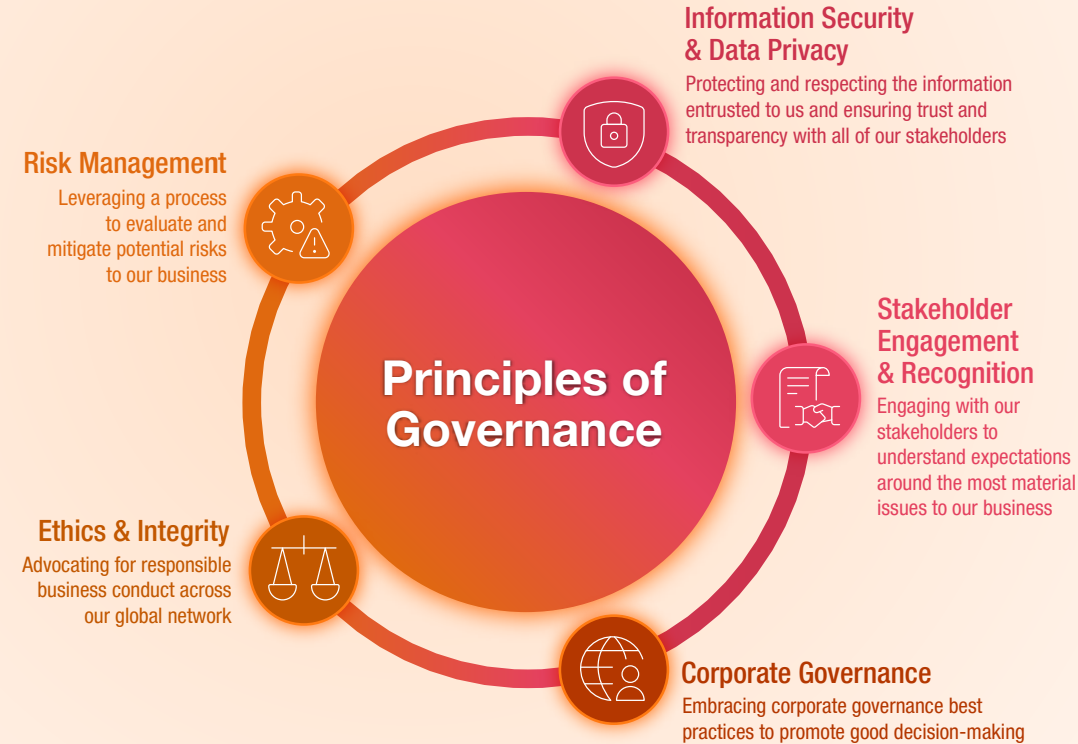 Information Security
& Data Privacy
Protecting and respecting the information
entrusted to us and ensuring trust and
transparency with all of our stakeholders
Risk Management
Leveraging a process
to evaluate and
mitigate potential risks
to our business
Stakeholder
Engagement
& Recognition
Engaging with our
stakeholders to
understand expectations
around the most material
issues to our business
Principles of
Governance
Ethics & Integrity
Advocating for responsible
business conduct across
our global network
Corporate Governance
Embracing corporate governance best
practices to promote good decision-making